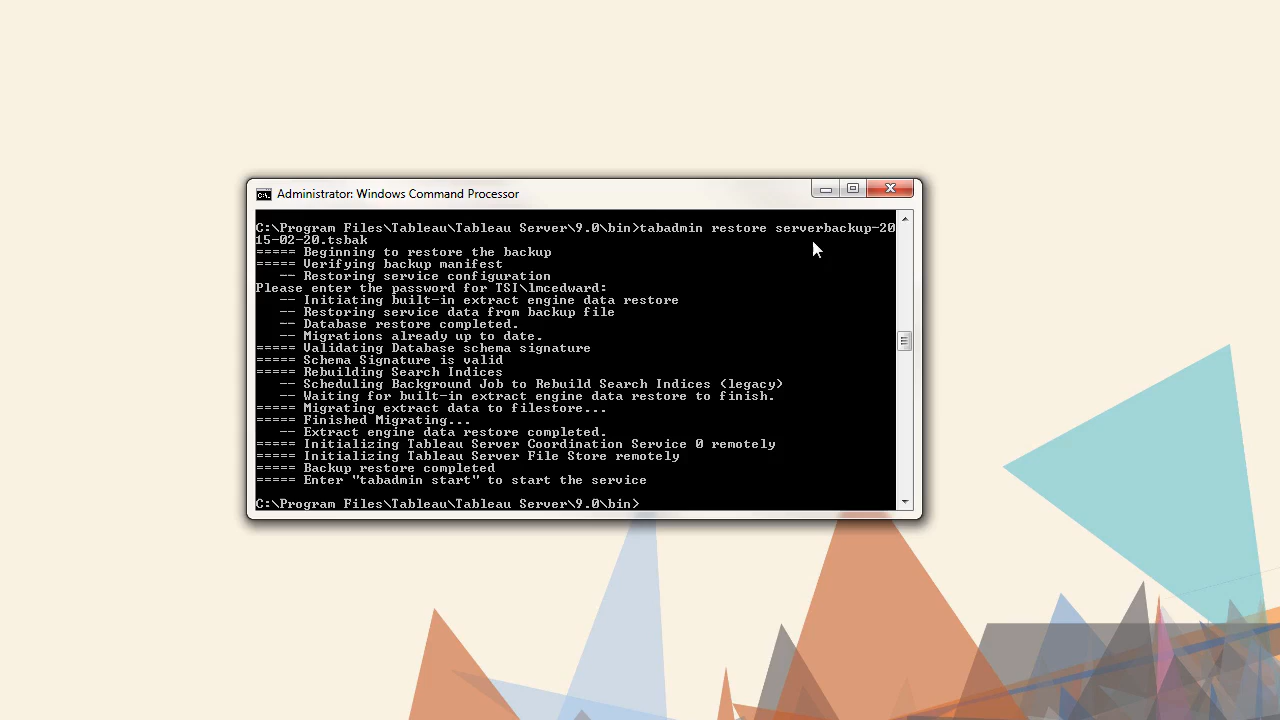 Administrator: Windows Command Processor
C:\Program Files\Tableau\Tableau Server\9.0\bin>tabadmin restore serverbackup-20
15-02-20.tsbak
===== Beginning to restore the backup
===== Verifying backup manifest
   -- Restoring service configuration
Please enter the password for TSI\lmcedward:
   -- Initiating built-in extract engine data restore
   -- Restoring service data from backup file
   -- Database restore completed.
   -- Migrations already up to date.
===== Validating Database schema signature
===== Schema Signature is valid
===== Rebuilding Search Indices
   -- Scheduling Background Job to Rebuild Search Indices (legacy)
   -- Waiting for built-in extract engine data restore to finish.
===== Migrating extract data to filestore...
===== Finished Migrating...
   -- Extract engine data restore completed.
===== Initializing Tableau Server Coordination Service 0 remotely
===== Initializing Tableau Server File Store remotely
===== Backup restore completed
===== Enter "tabadmin start" to start the service
C:\Program Files\Tableau\Tableau Server\9.0\bin>